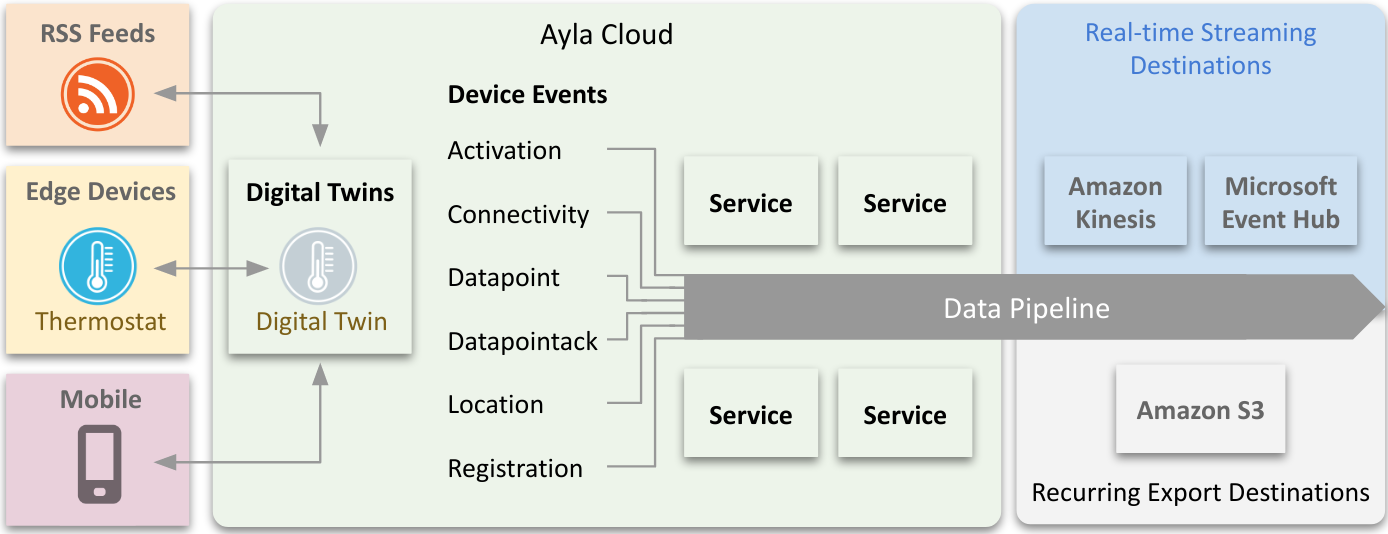 RSS Feeds
Edge Devices
Thermostat
Mobile
Ayla Cloud
Digital Twins
Digital Twin
Device Events
Activation
Connectivity
Datapoint
Datapointack
Location
Registration
Service
Service
Data Pipeline
Service
Service
Real-time Streaming
Destinations
Amazon
Kinesis
Microsoft
Event Hub
Amazon S3
Recurring Export Destinations